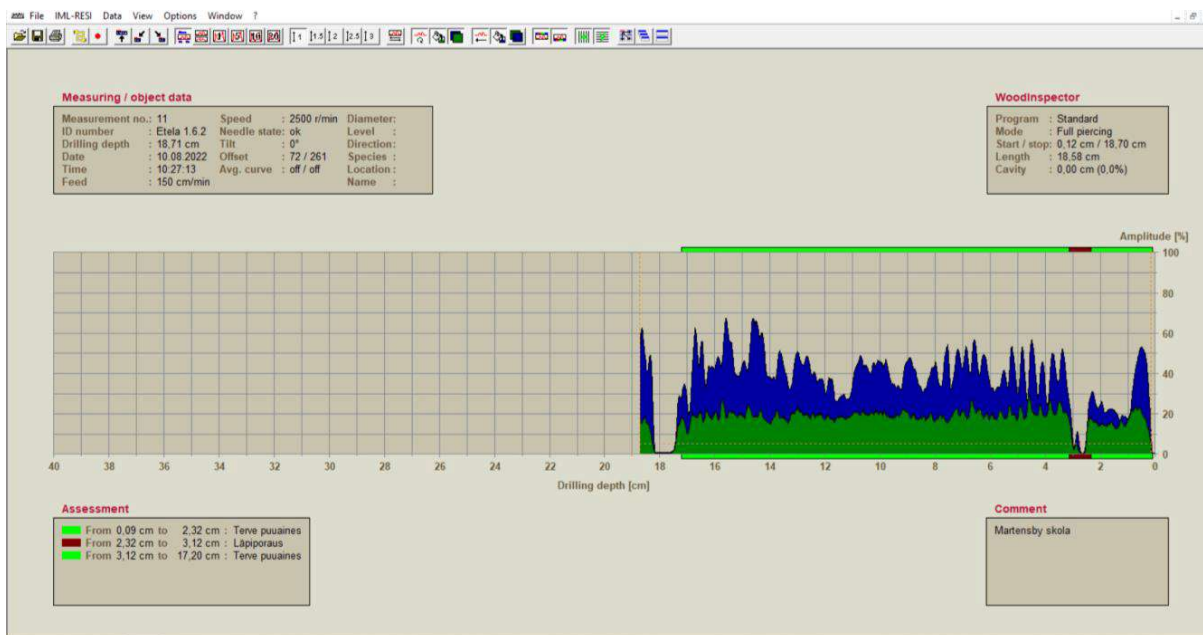 File IML-RESI Data View Options Window ?
1 1.5 2 2.5 3
Measuring / object data
Measurement no.: 11 Speed : 2500 r/min Diameter:
ID number : Etela 1.6.2 Needle state: ok Level :
Drilling depth : 18,71 cm Tilt : 0° Direction:
Date : 10.08.2022 Offset : 72 / 261 Species :
Time : 10:27:13 Avg. curve : off / off Location :
Feed : 150 cm/min Name :
WoodInspector
Program : Standard
Mode : Full piercing
Start / stop: 0,12 cm / 18,70 cm
Length : 18,58 cm
Cavity : 0,00 cm (0,0%)
Amplitude [%]
100
80
60
40
20
0
40 38 36 34 32 30 28 26 24 22 20 18 16 14 12 10 8 6 4 2 0
Drilling depth [cm]
Assessment
From 0,09 cm to 2,32 cm : Terve puuaines
From 2,32 cm to 3,12 cm : Läpiporaus
From 3,12 cm to 17,20 cm : Terve puuaines
Comment
Martensby skola